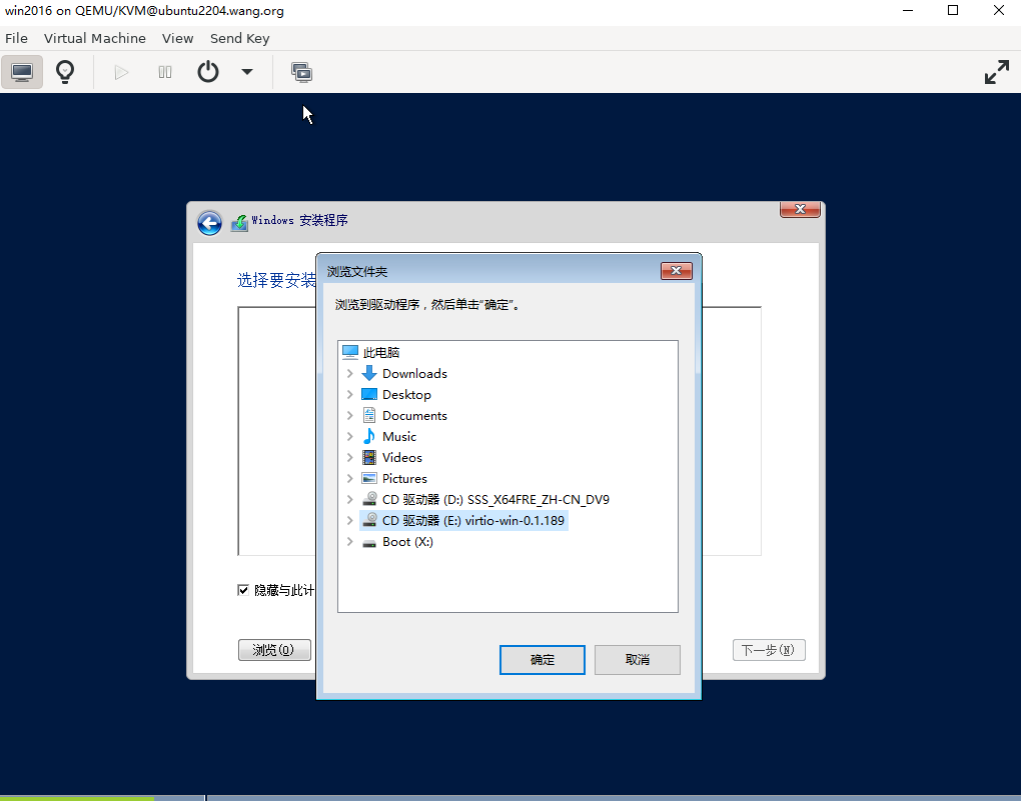 win2016 on QEMU/KVM@ubuntu2204.wang.org
File Virtual Machine View Send Key
Windows 安装程序
选择要安装
浏览文件夹
浏览到驱动程序，然后单击“确定”。
此电脑
Downloads
Desktop
Documents
Music
Videos
Pictures
CD 驱动器 (D:) SSS_X64FRE_ZH-CN_DV9
CD 驱动器 (E:) virtio-win-0.1.189
Boot (X:)
隐藏与此计
浏览(O) 下一步(N)
确定 取消